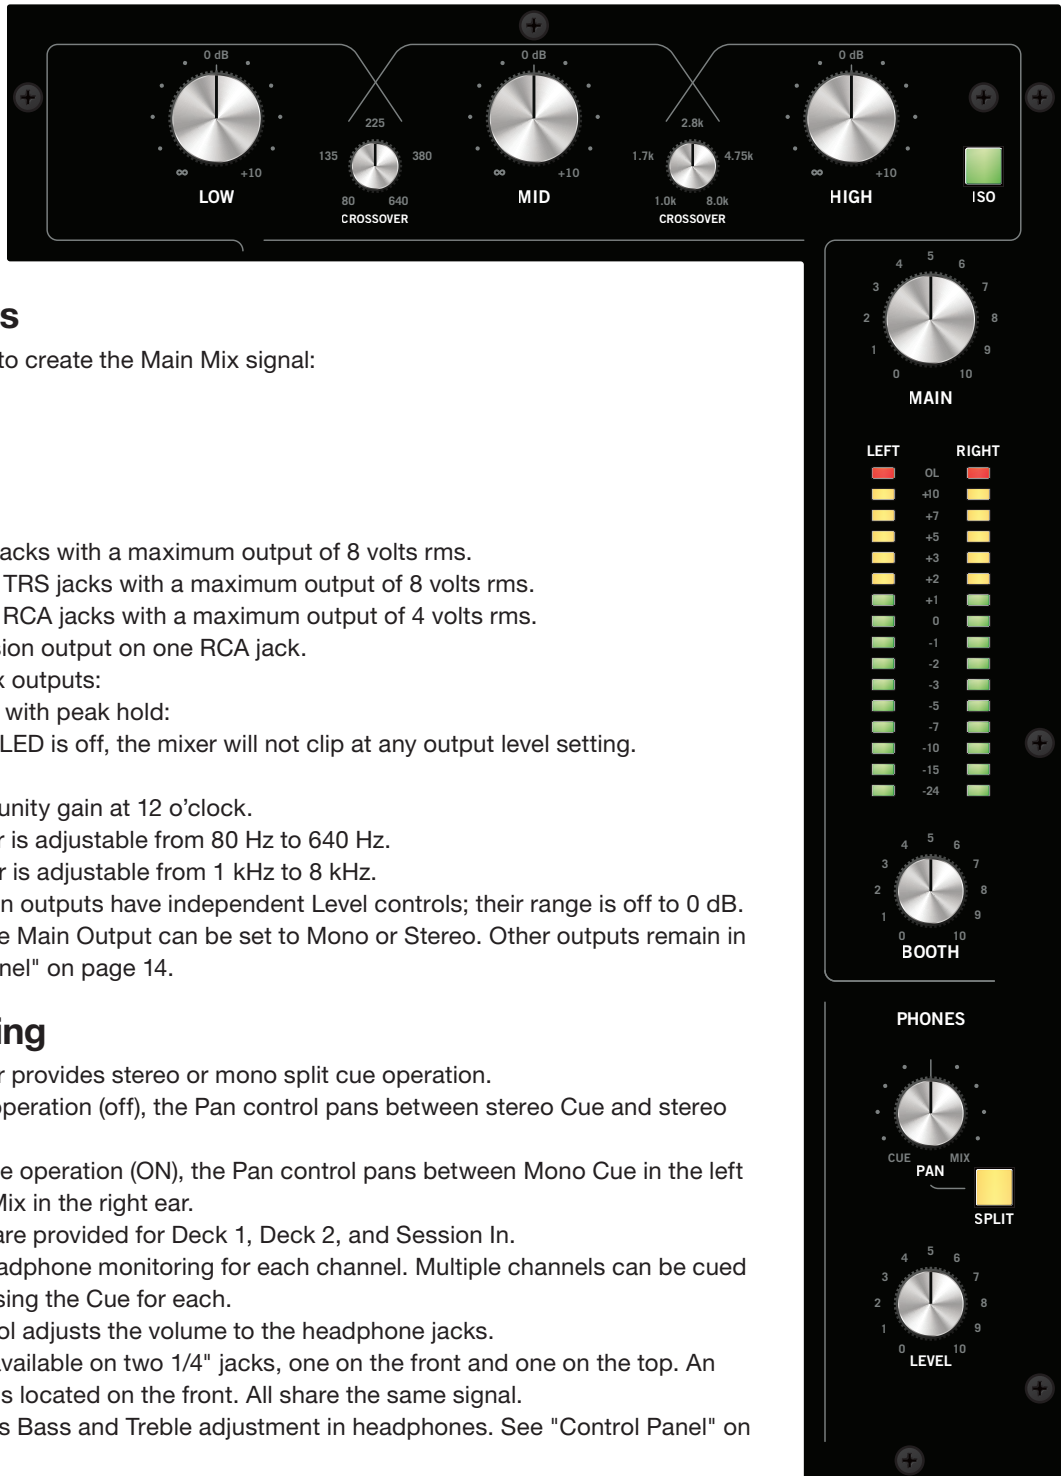 0 dB 0 dB 0 dB
225 2.8k
135 380 1.7k 4.75k
∞ +10 ∞ +10 ∞ +10
LOW MID HIGH ISO
80 640 1.0k 8.0k
CROSSOVER CROSSOVER
s
to create the Main Mix signal:
acks with a maximum output of 8 volts rms.
TRS jacks with a maximum output of 8 volts rms.
RCA jacks with a maximum output of 4 volts rms.
sion output on one RCA jack.
x outputs:
with peak hold:
LED is off, the mixer will not clip at any output level setting.
unity gain at 12 o’clock.
r is adjustable from 80 Hz to 640 Hz.
r is adjustable from 1 kHz to 8 kHz.
n outputs have independent Level controls; their range is off to 0 dB.
e Main Output can be set to Mono or Stereo. Other outputs remain in
nel" on page 14.
ing
r provides stereo or mono split cue operation.
operation (off), the Pan control pans between stereo Cue and stereo
e operation (ON), the Pan control pans between Mono Cue in the left
Mix in the right ear.
are provided for Deck 1, Deck 2, and Session In.
adphone monitoring for each channel. Multiple channels can be cued
sing the Cue for each.
ol adjusts the volume to the headphone jacks.
available on two 1/4" jacks, one on the front and one on the top. An
s located on the front. All share the same signal.
s Bass and Treble adjustment in headphones. See "Control Panel" on
5
4 6
3 7
2 8
1 9
0 10
MAIN
LEFT RIGHT
OL
+10
+7
+5
+3
+2
+1
0
-1
-2
-3
-5
-7
-10
-15
-24
5
4 6
3 7
2 8
1 9
0 10
BOOTH
PHONES
CUE MIX
PAN
SPLIT
5
4 6
3 7
2 8
1 9
0 10
LEVEL